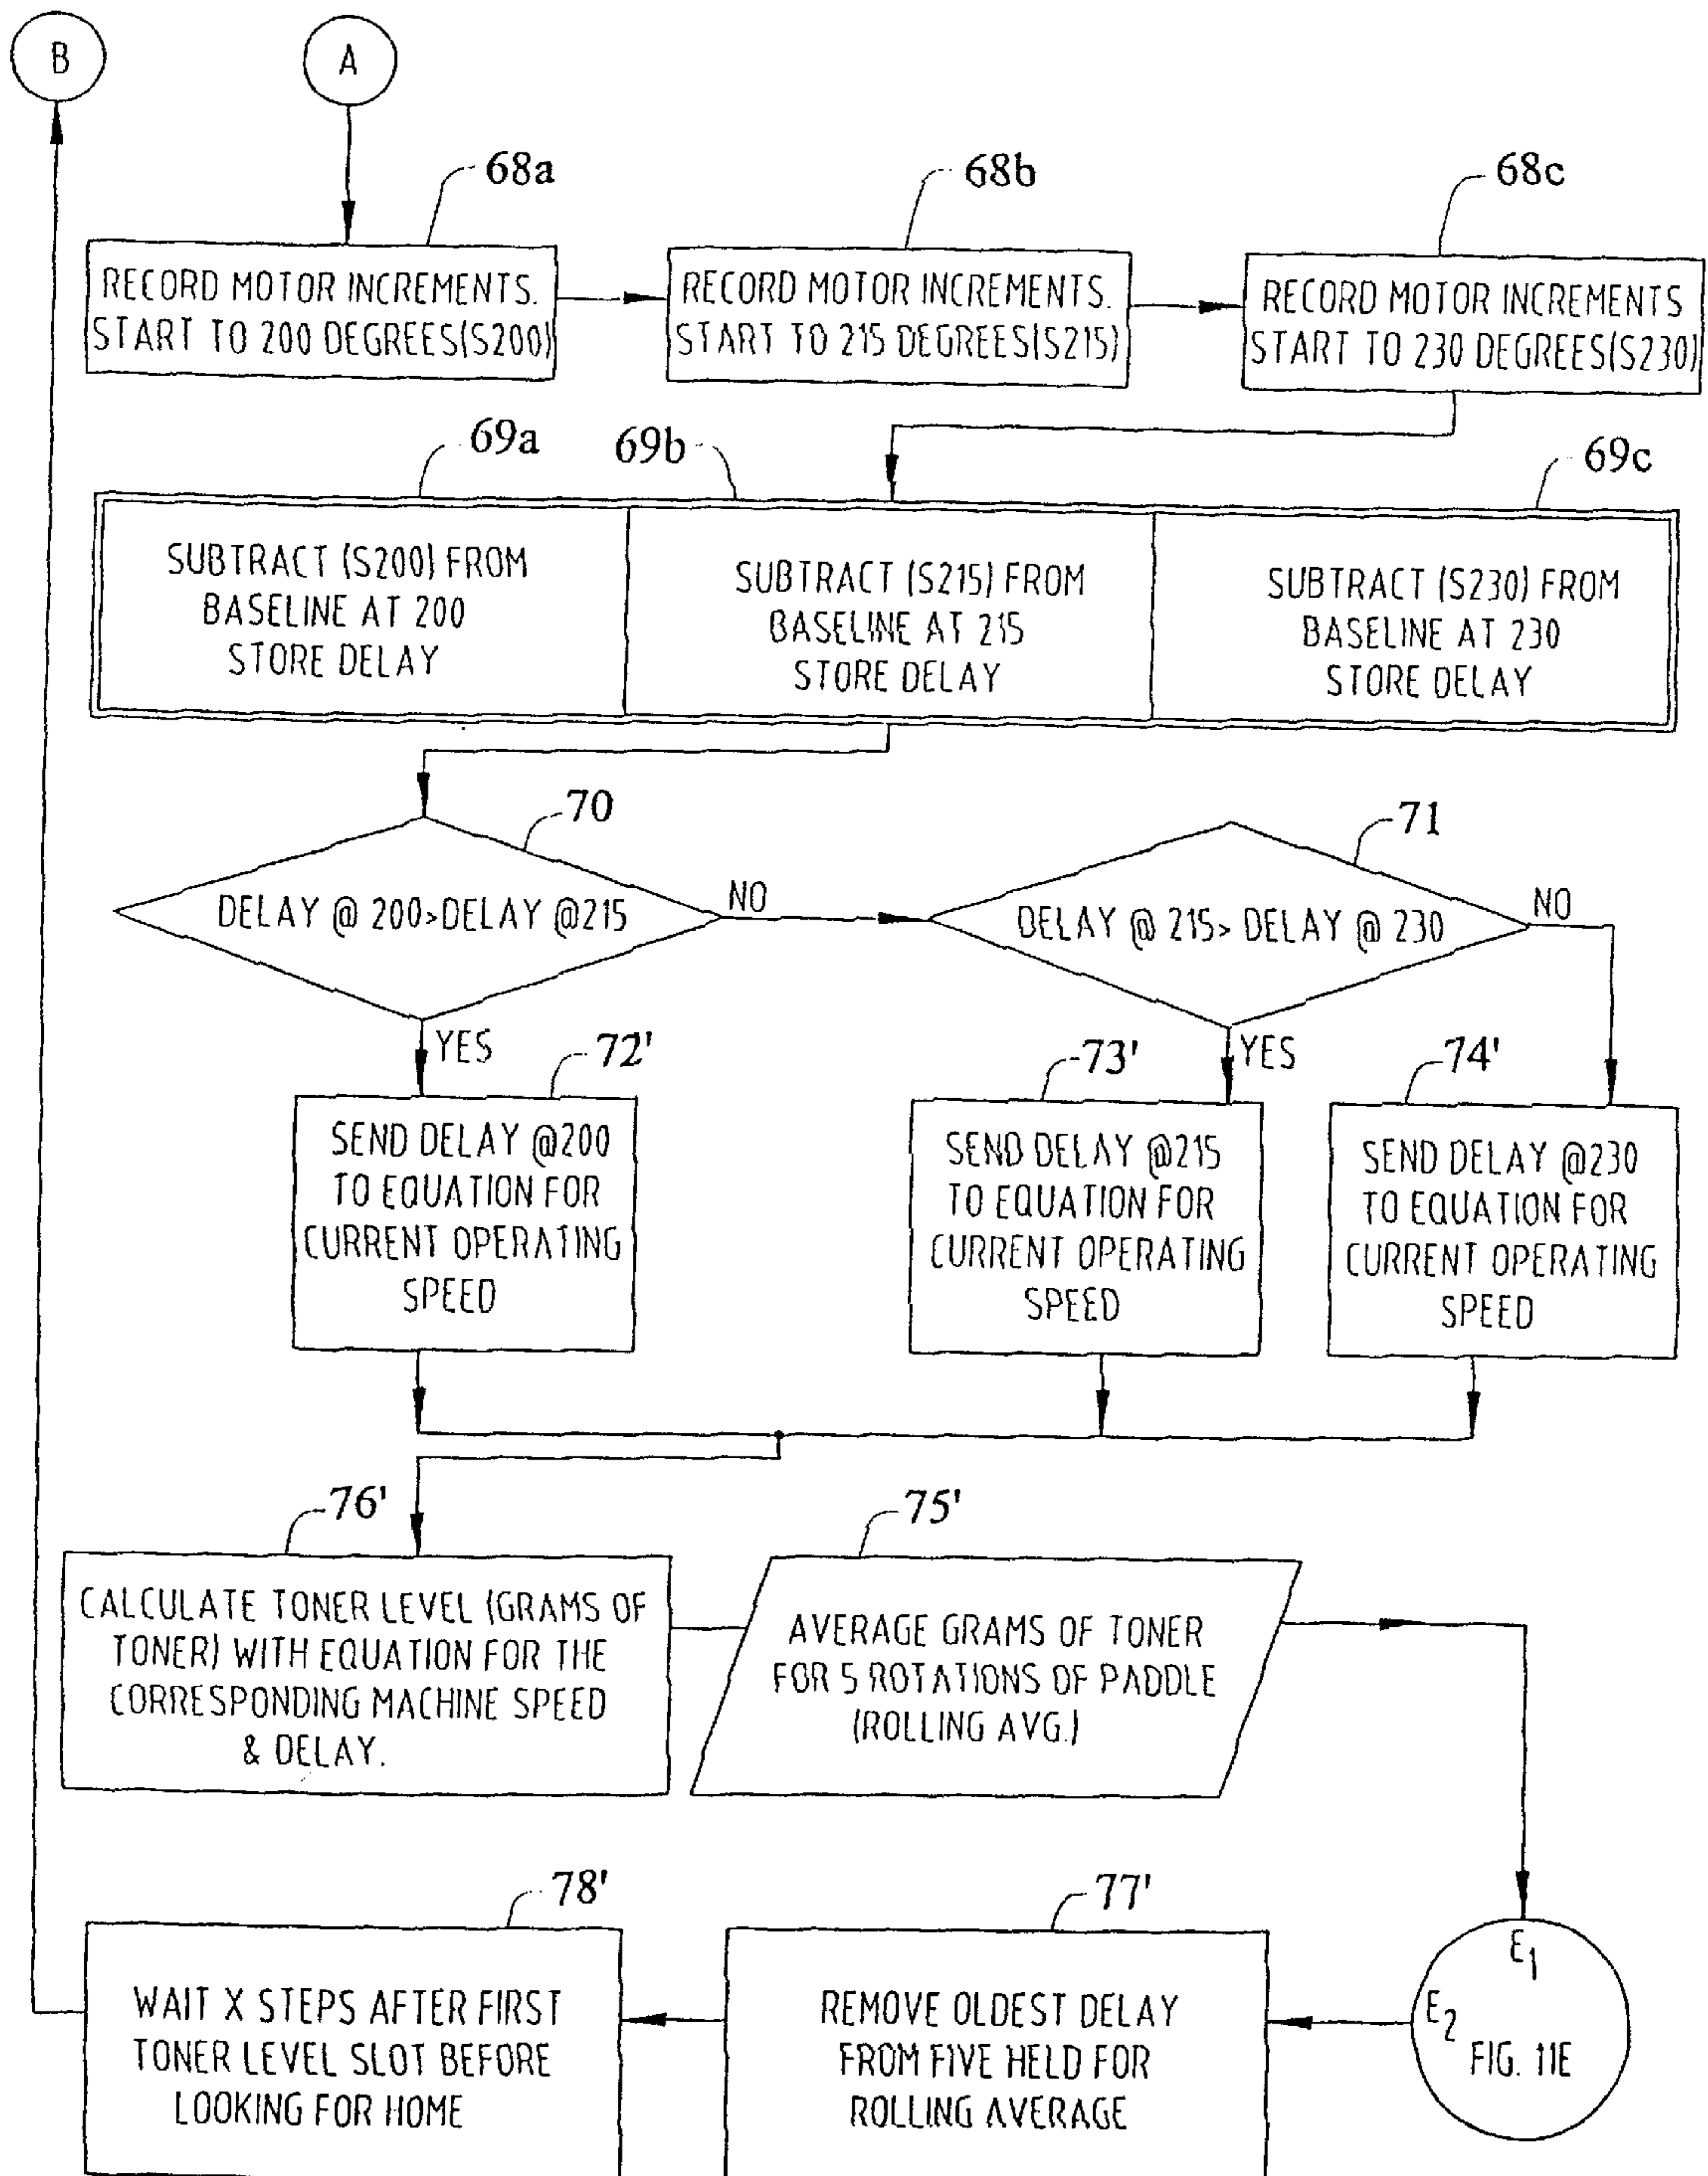 B
A
68a
68b
68c
RECORD MOTOR INCREMENTS.
START TO 200 DEGREES(S200)
RECORD MOTOR INCREMENTS.
START TO 215 DEGREES(S215)
RECORD MOTOR INCREMENTS
START TO 230 DEGREES(S230)
69a
69b
69c
SUBTRACT (S200) FROM
BASELINE AT 200
STORE DELAY
SUBTRACT (S215) FROM
BASELINE AT 215
STORE DELAY
SUBTRACT (S230) FROM
BASELINE AT 230
STORE DELAY
70
71
DELAY @ 200>DELAY @215
NO
DELAY @ 215> DELAY @ 230
NO
YES
72'
73'
YES
74'
SEND DELAY @200
TO EQUATION FOR
CURRENT OPERATING
SPEED
SEND DELAY @215
TO EQUATION FOR
CURRENT OPERATING
SPEED
SEND DELAY @230
TO EQUATION FOR
CURRENT OPERATING
SPEED
76'
75'
CALCULATE TONER LEVEL (GRAMS OF
TONER) WITH EQUATION FOR THE
CORRESPONDING MACHINE SPEED
& DELAY.
AVERAGE GRAMS OF TONER
FOR 5 ROTATIONS OF PADDLE
(ROLLING AVG.)
78'
77'
WAIT X STEPS AFTER FIRST
TONER LEVEL SLOT BEFORE
LOOKING FOR HOME
REMOVE OLDEST DELAY
FROM FIVE HELD FOR
ROLLING AVERAGE
E1
E2
FIG. 11E